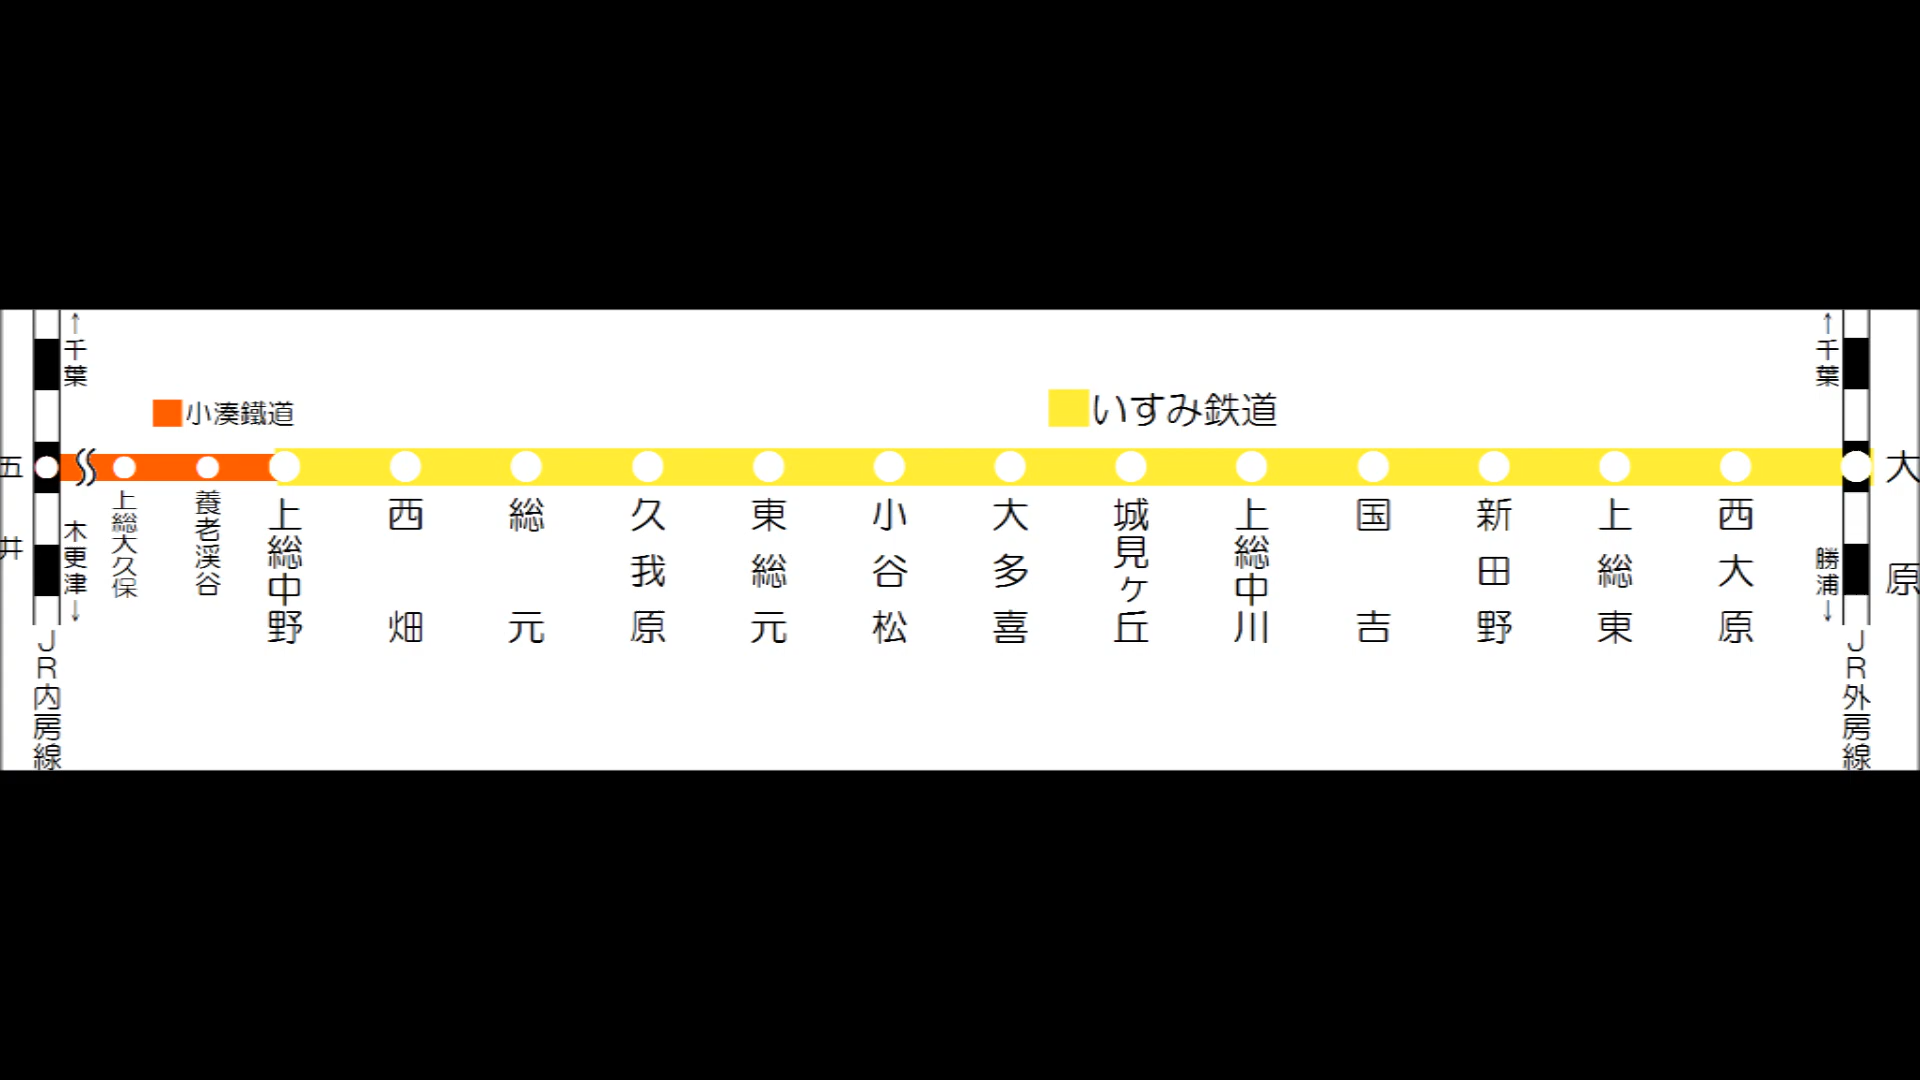 ↑千葉
小湊鐵道
いすみ鉄道
↑千葉
五井
木更津↓
JR内房線
上総大久保
養老渓谷
上総中野
西畑
総元
久我原
東総元
小谷松
大多喜
城見ヶ丘
上総中川
国吉
新田野
上総東
西大原
大原
勝浦↓
JR外房線